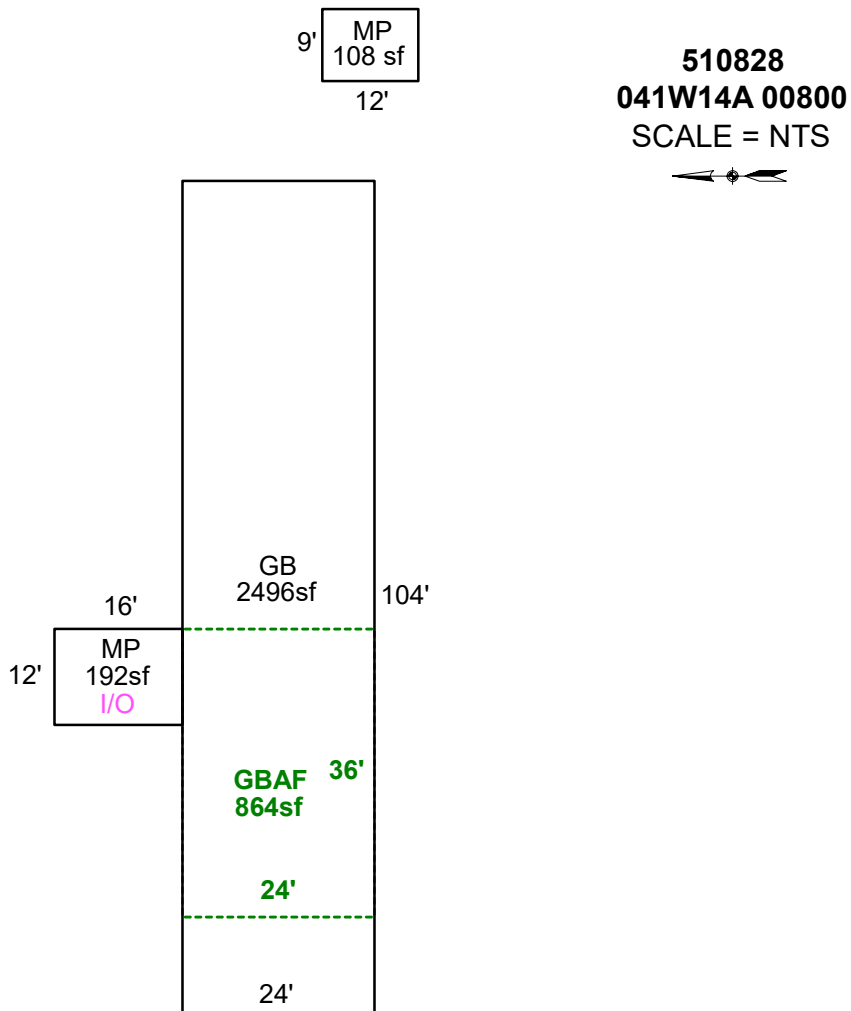 9'
MP
108 sf
12'
510828
041W14A 00800
SCALE = NTS
GB
2496sf
104'
16'
12'
MP
192sf
I/O
GBAF
864sf
36'
24'
24'